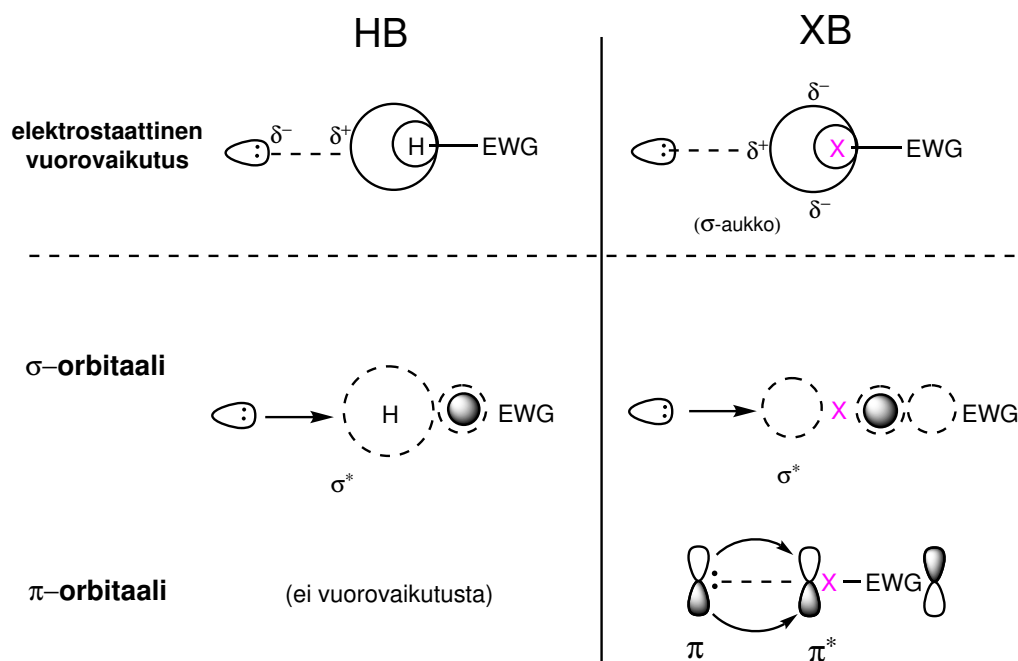 HB
XB
elektrostaattinen
vuorovaikutus
δ⁻ δ⁺ H EWG
δ⁻
δ⁺ X EWG
δ⁻
(σ-aukko)
σ–orbitaali
H EWG
σ*
X EWG
σ*
π–orbitaali
(ei vuorovaikutusta)
X EWG
π π*